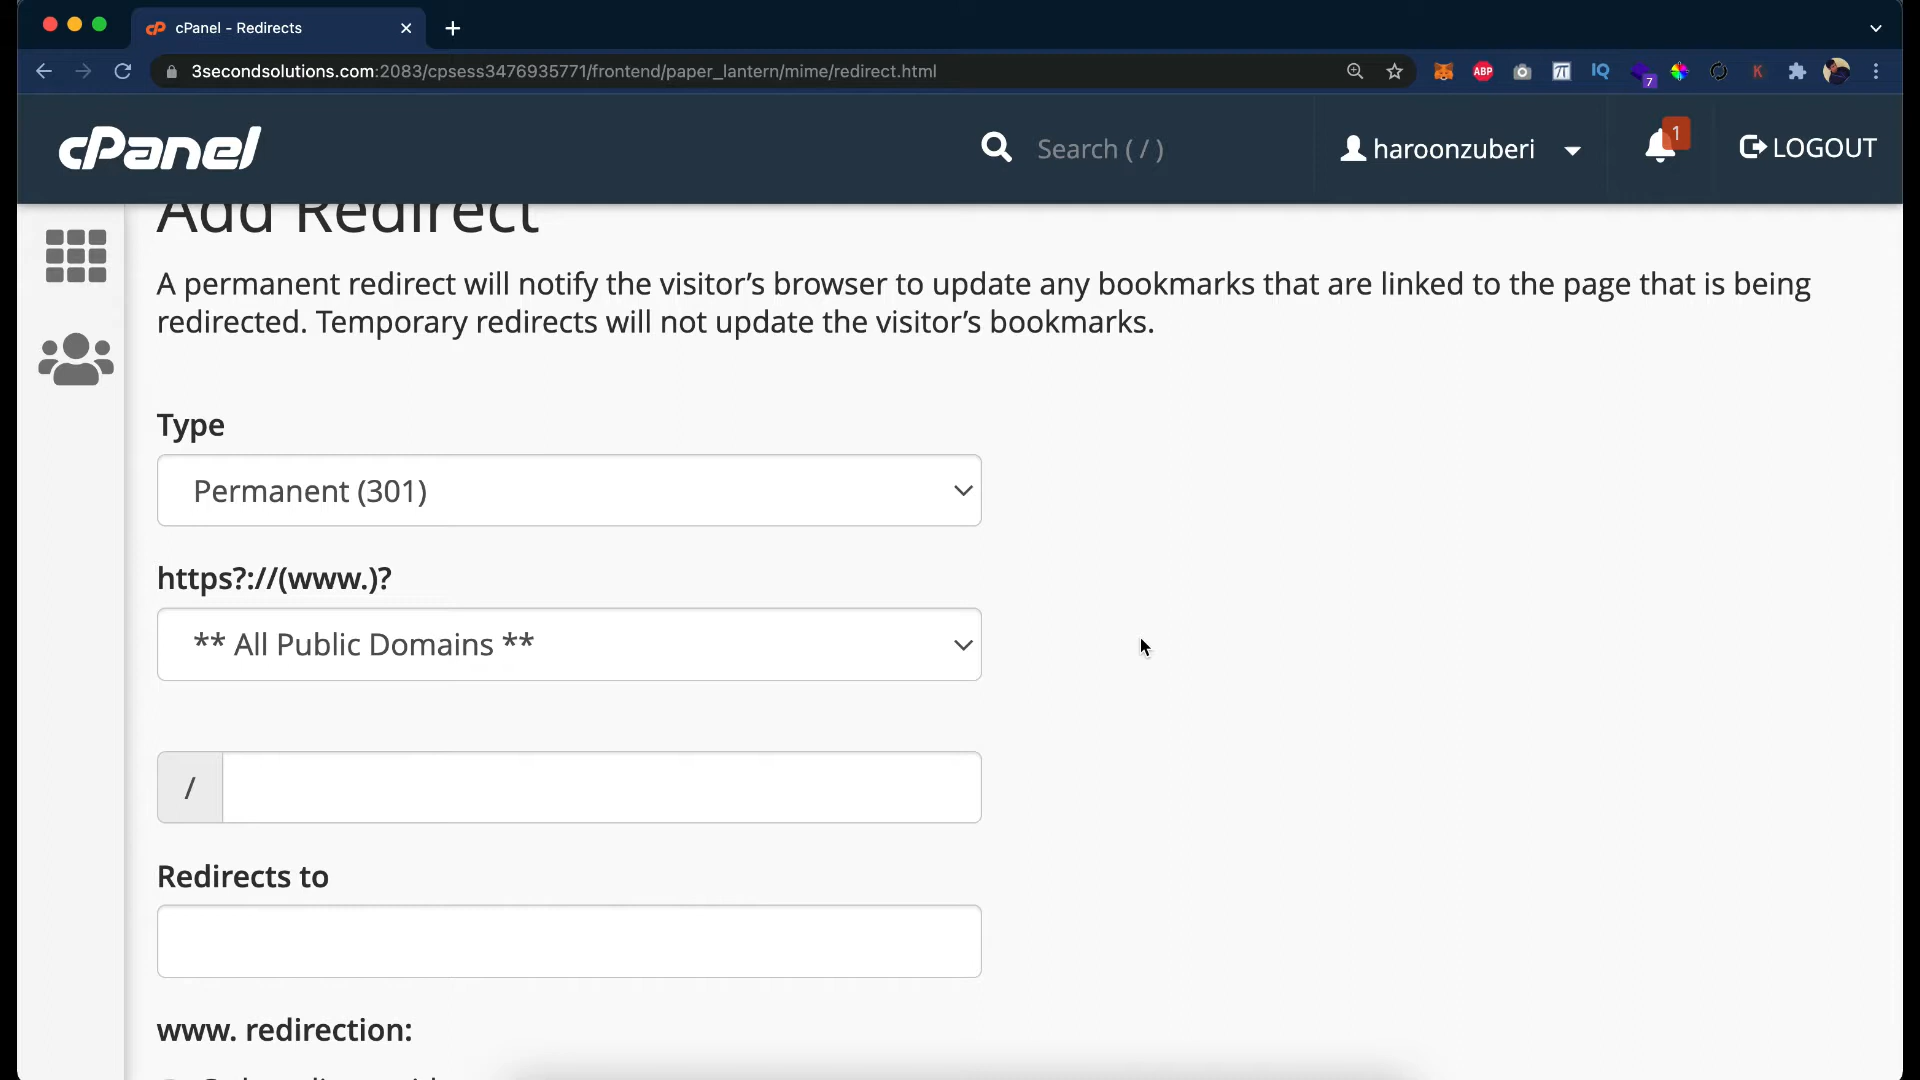 cPanel - Redirects
3secondsolutions.com:2083/cpsess3476935771/frontend/paper_lantern/mime/redirect.html
ABP
IQ
7
K
cPanel
Search ( / )
haroonzuberi
1
LOGOUT
Add Redirect
A permanent redirect will notify the visitor’s browser to update any bookmarks that are linked to the page that is being
redirected. Temporary redirects will not update the visitor’s bookmarks.
Type
Permanent (301)
https?://(www.)?
** All Public Domains **
/
Redirects to
www. redirection: